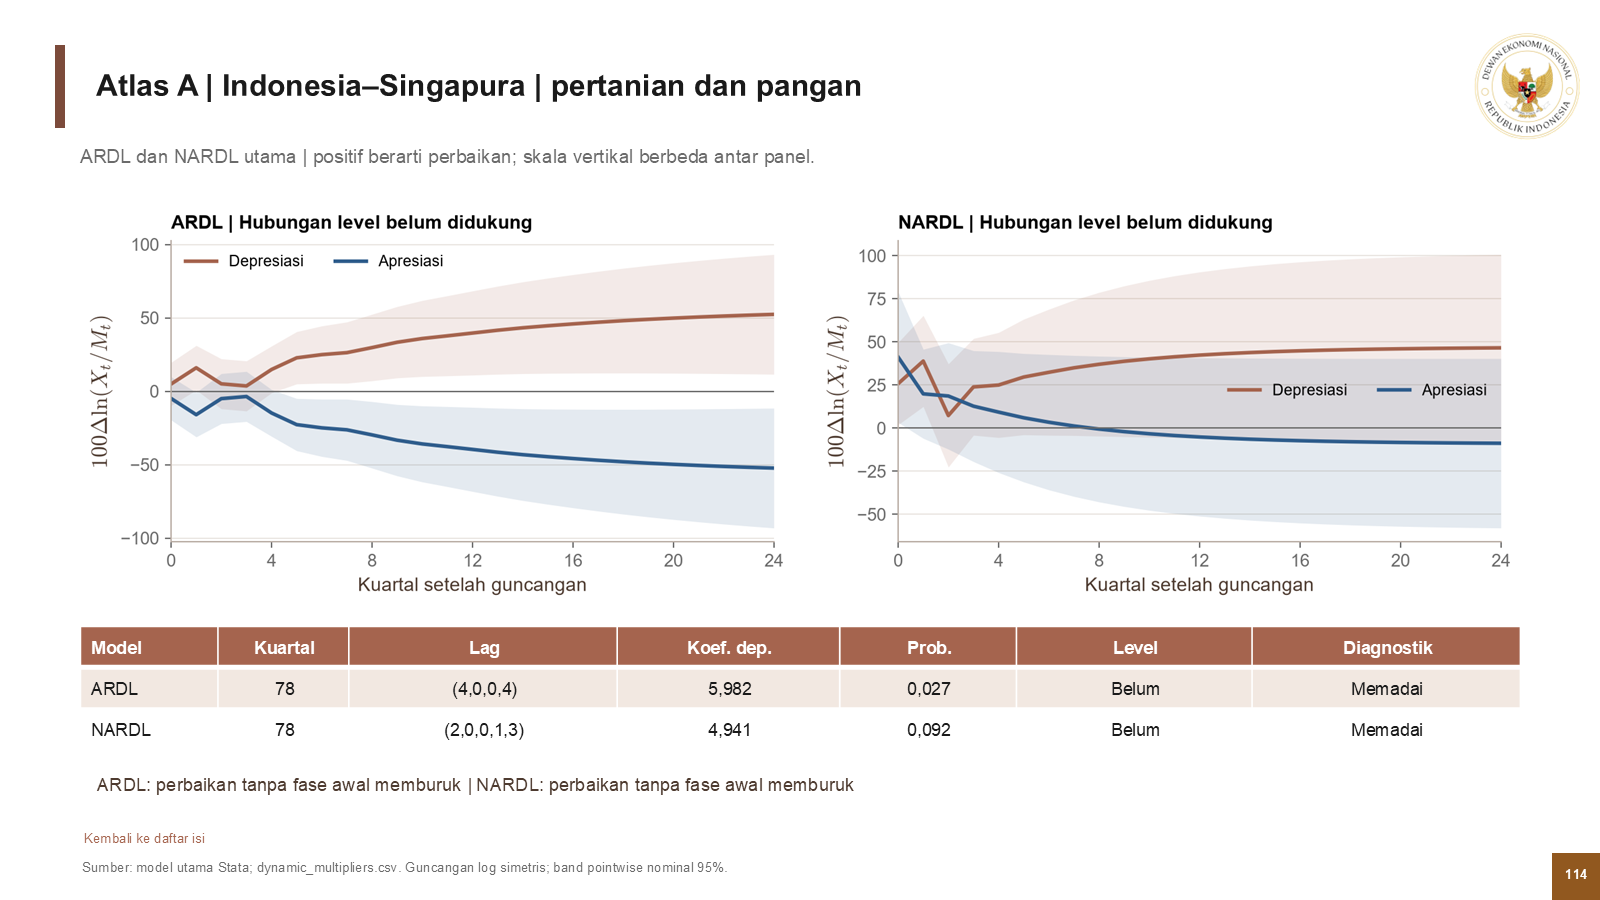 Atlas A | Indonesia–Singapura | pertanian dan pangan
DEWAN EKONOMI NASIONAL
REPUBLIK INDONESIA
ARDL dan NARDL utama | positif berarti perbaikan; skala vertikal berbeda antar panel.
ARDL | Hubungan level belum didukung
100
50
0
−50
−100
100Δln(Xt/Mt)
Depresiasi
Apresiasi
0 4 8 12 16 20 24
Kuartal setelah guncangan
NARDL | Hubungan level belum didukung
100
75
50
25
0
−25
−50
100Δln(Xt/Mt)
Depresiasi
Apresiasi
0 4 8 12 16 20 24
Kuartal setelah guncangan
Model Kuartal Lag Koef. dep. Prob. Level Diagnostik
ARDL 78 (4,0,0,4) 5,982 0,027 Belum Memadai
NARDL 78 (2,0,0,1,3) 4,941 0,092 Belum Memadai
ARDL: perbaikan tanpa fase awal memburuk | NARDL: perbaikan tanpa fase awal memburuk
Kembali ke daftar isi
Sumber: model utama Stata; dynamic_multipliers.csv. Guncangan log simetris; band pointwise nominal 95%.
114